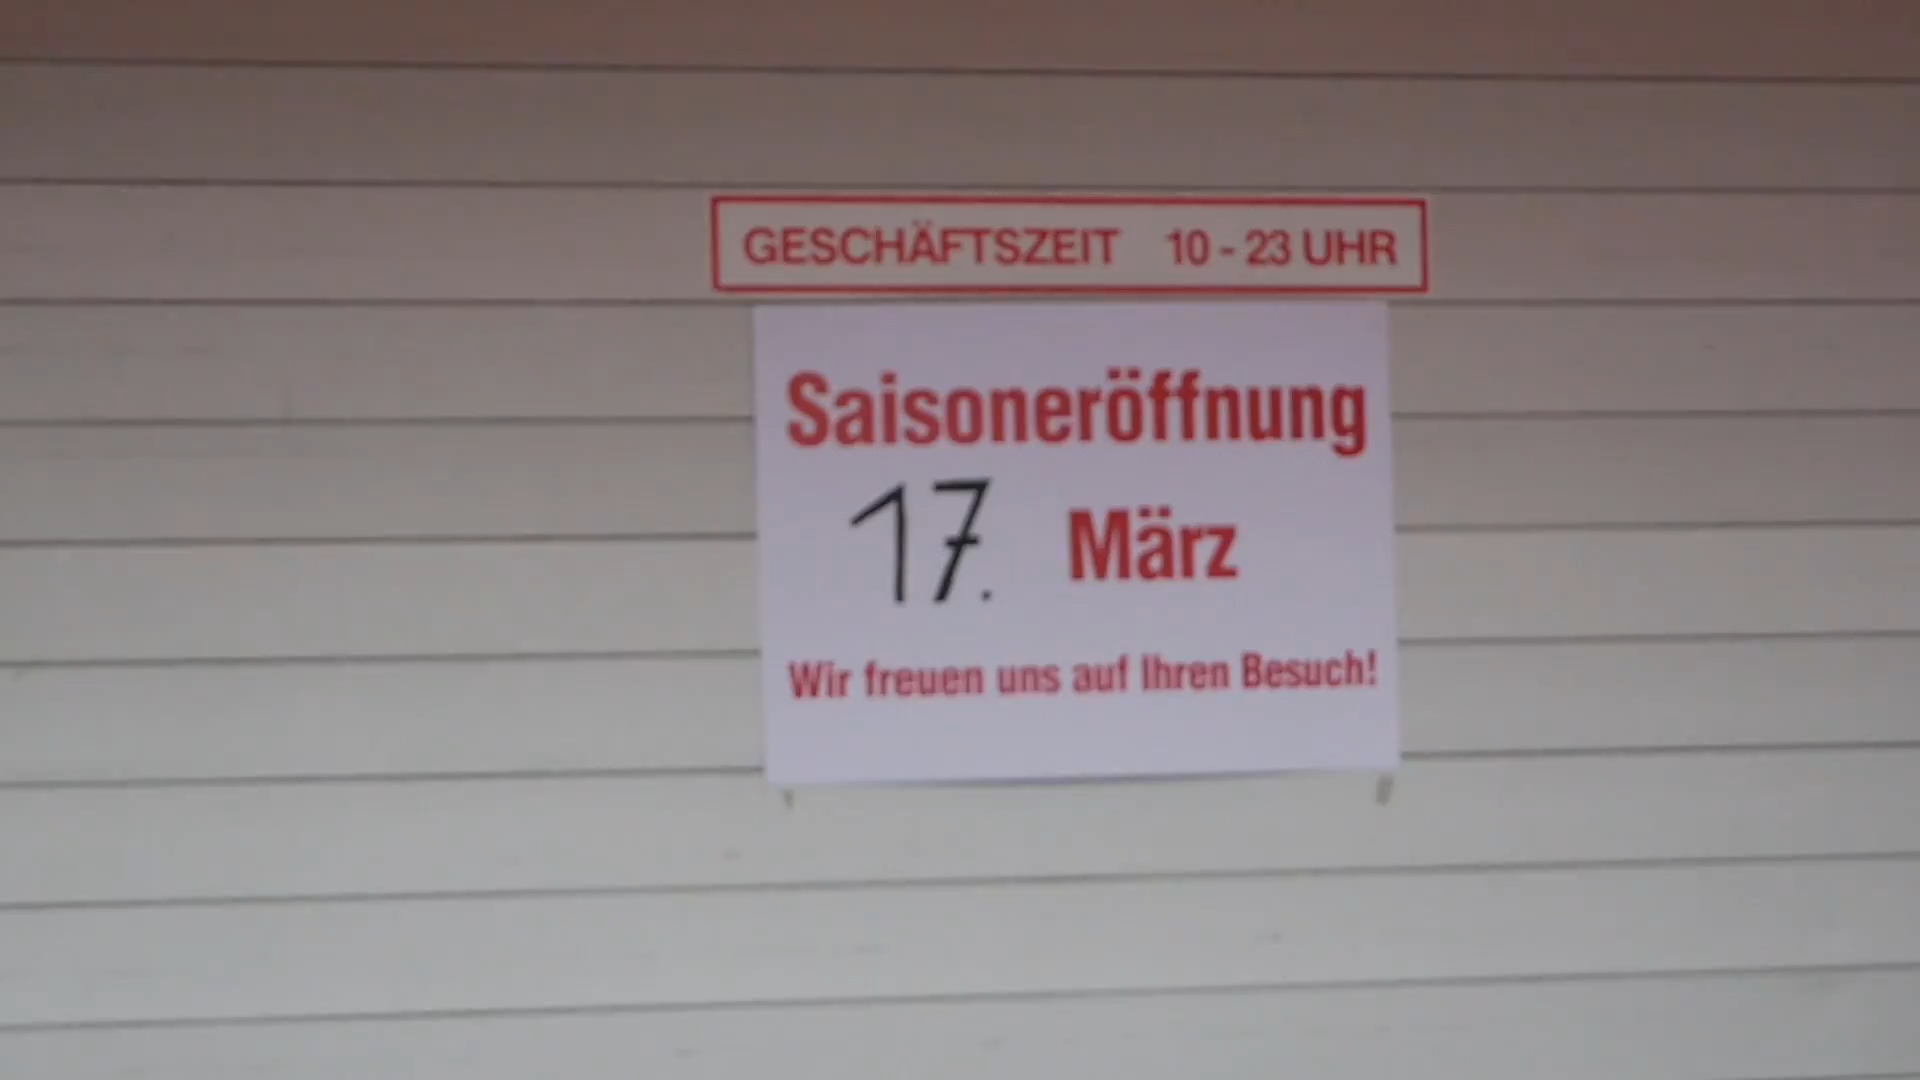 GESCHÄFTSZEIT 10 - 23 UHR
Saisoneröffnung
17. März
Wir freuen uns auf Ihren Besuch!